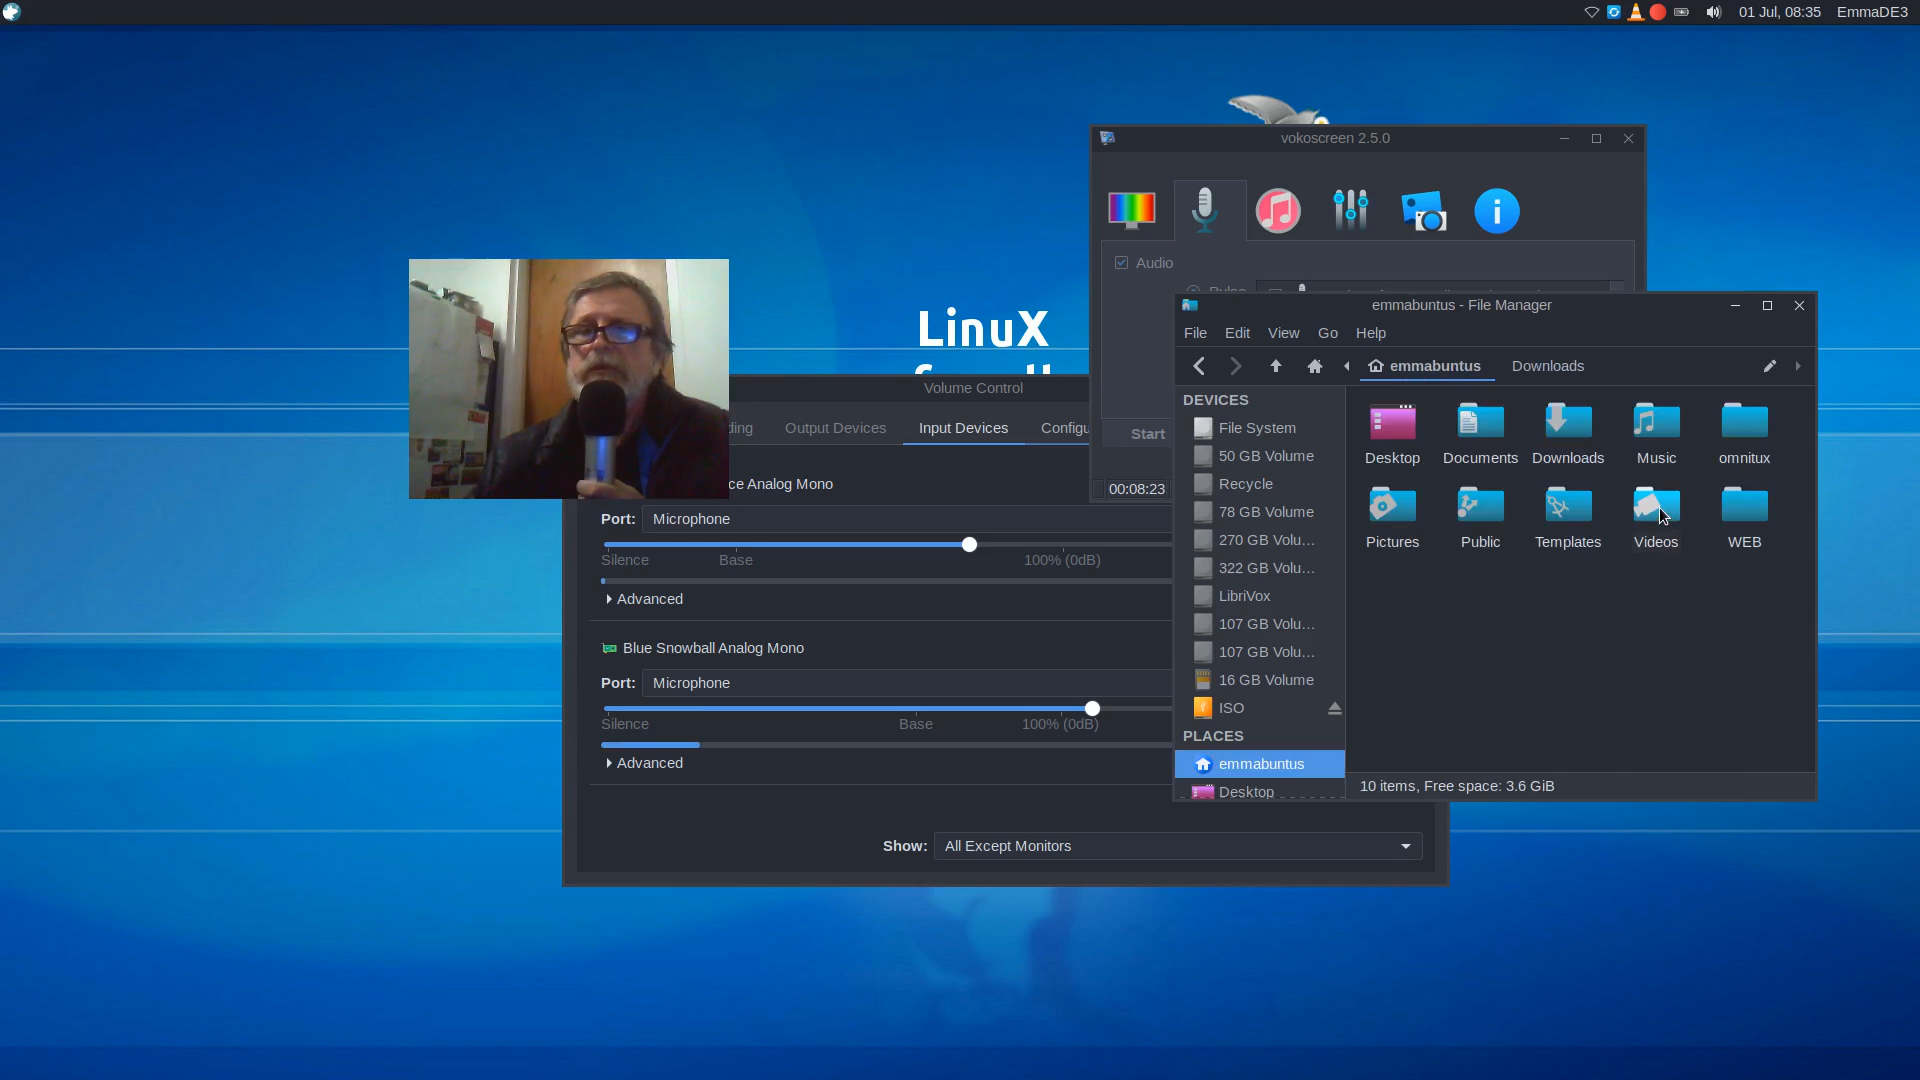 01 Jul, 08:35 EmmaDE3
vokoscreen 2.5.0
Audio
Start
00:08:23
LinuX
Volume Control
Output Devices Input Devices
Analog Mono
Port: Microphone
Silence Base 100% (0dB)
Advanced
Blue Snowball Analog Mono
Port: Microphone
Silence Base 100% (0dB)
Advanced
Show: All Except Monitors
emmabuntus - File Manager
File Edit View Go Help
emmabuntus Downloads
DEVICES
File System
50 GB Volume
Recycle
78 GB Volume
270 GB Volu...
322 GB Volu...
LibriVox
107 GB Volu...
107 GB Volu...
16 GB Volume
ISO
PLACES
emmabuntus
Desktop
Desktop Documents Downloads Music omnitux
Pictures Public Templates Videos WEB
10 items, Free space: 3.6 GiB